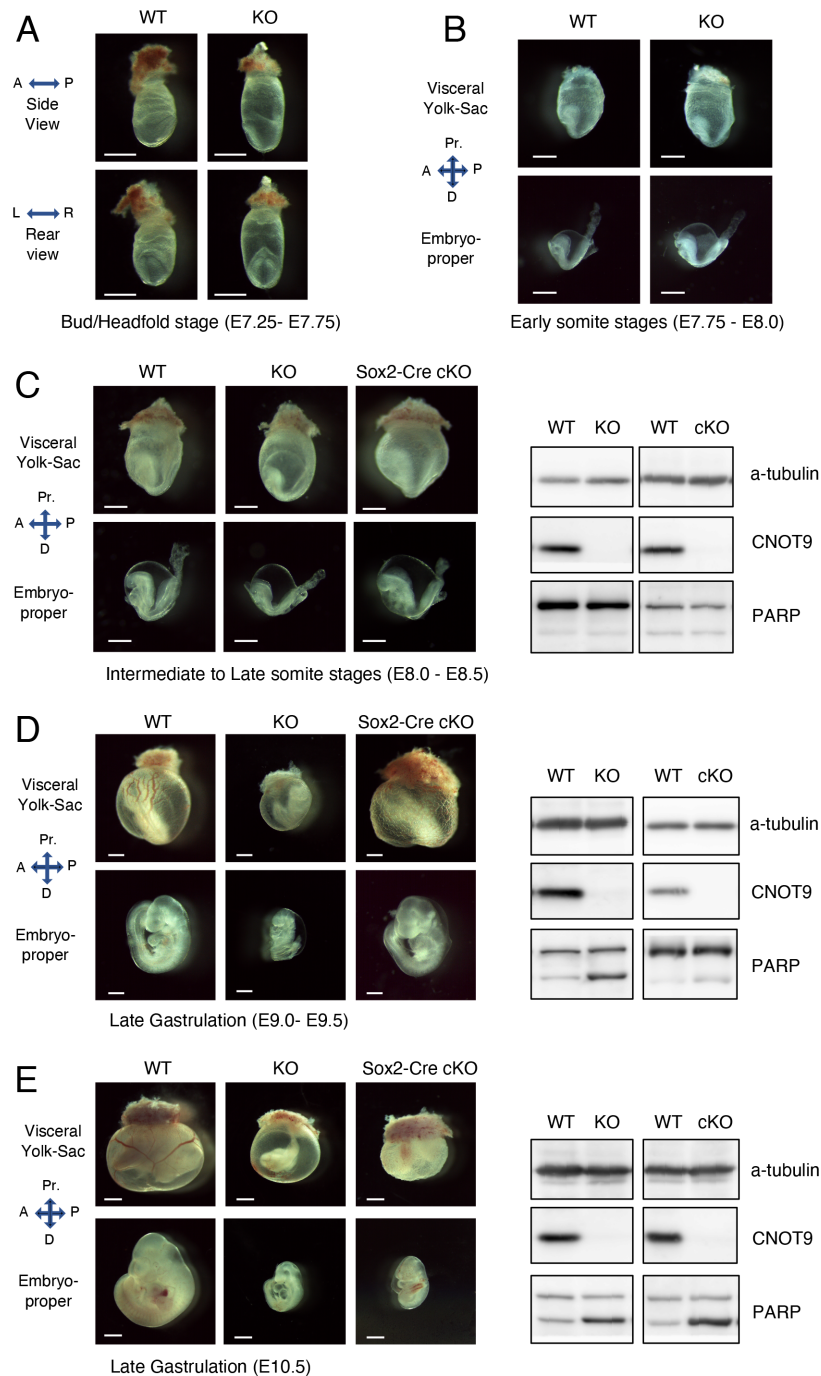 A
WT
KO
A
P
Side
View
L
R
Rear
view
Bud/Headfold stage (E7.25- E7.75)
B
WT
KO
Visceral
Yolk-Sac
Pr.
A
P
D
Embryo-
proper
Early somite stages (E7.75 - E8.0)
C
WT
KO
Sox2-Cre cKO
Visceral
Yolk-Sac
Pr.
A
P
D
Embryo-
proper
Intermediate to Late somite stages (E8.0 - E8.5)
WT
KO
WT
cKO
a-tubulin
CNOT9
PARP
D
WT
KO
Sox2-Cre cKO
Visceral
Yolk-Sac
Pr.
A
P
D
Embryo-
proper
Late Gastrulation (E9.0- E9.5)
WT
KO
WT
cKO
a-tubulin
CNOT9
PARP
E
WT
KO
Sox2-Cre cKO
Visceral
Yolk-Sac
Pr.
A
P
D
Embryo-
proper
Late Gastrulation (E10.5)
WT
KO
WT
cKO
a-tubulin
CNOT9
PARP